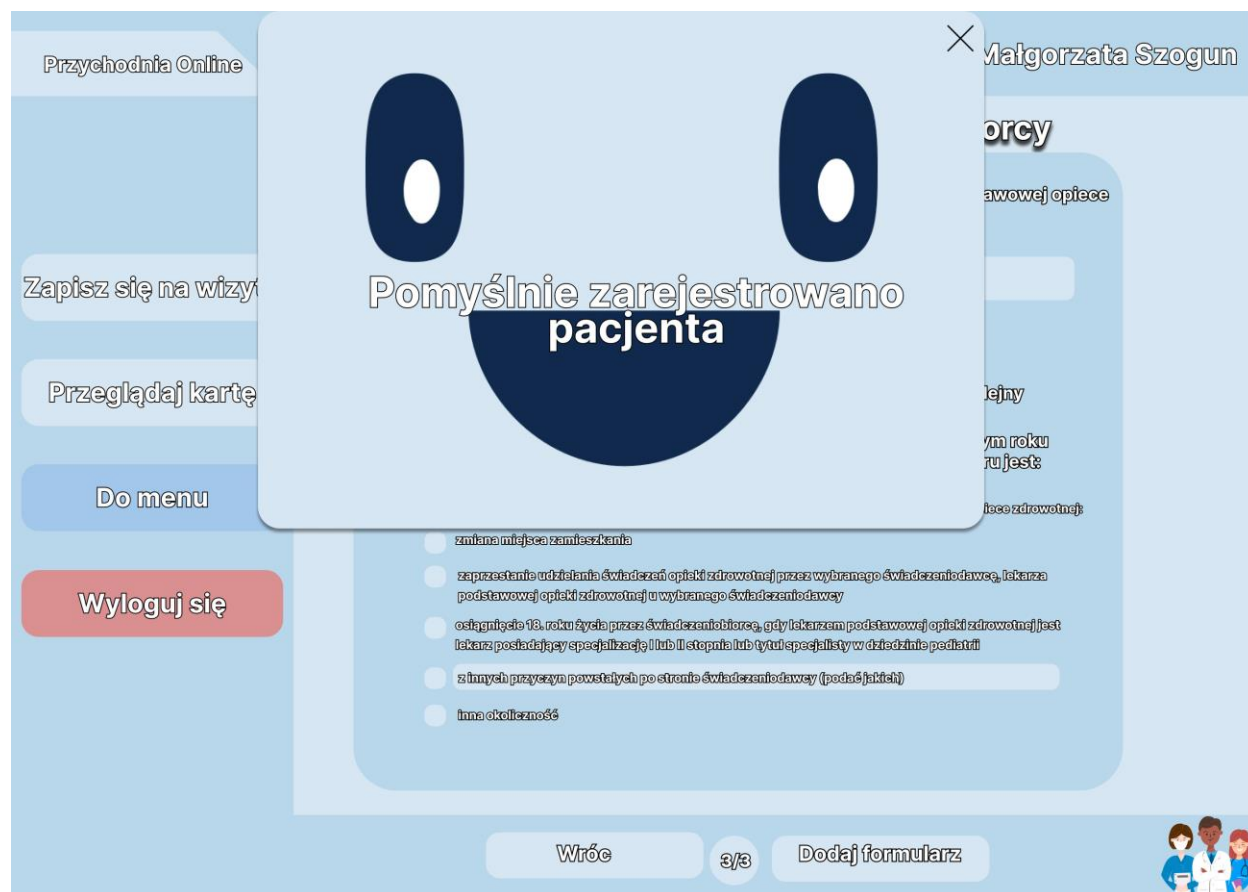 Przychodnia Online
Małgorzata Szogun
orcy
awowej opiece
Pomyślnie zarejestrowano
pacjenta
Zapisz się na wizyt
Przeglądaj kartę
lejny
ym roku
ru jest:
Do menu
iece zdrowotnej:
zmiana miejsca zamieszkania
zaprzestanie udzielania świadczeń opieki zdrowotnej przez wybranego świadczeniodawcę, lekarza
podstawowej opieki zdrowotnej u wybranego świadczeniodawcy
Wyloguj się
osiągnięcie 18. roku życia przez świadczeniobiorcę, gdy lekarzem podstawowej opieki zdrowotnej jest
lekarz posiadający specjalizację I lub II stopnia lub tytuł specjalisty w dziedzinie pediatrii
z innych przyczyn powstałych po stronie świadczeniodawcy (podać jakich)
inna okoliczność
Wróc
3/3
Dodaj formularz